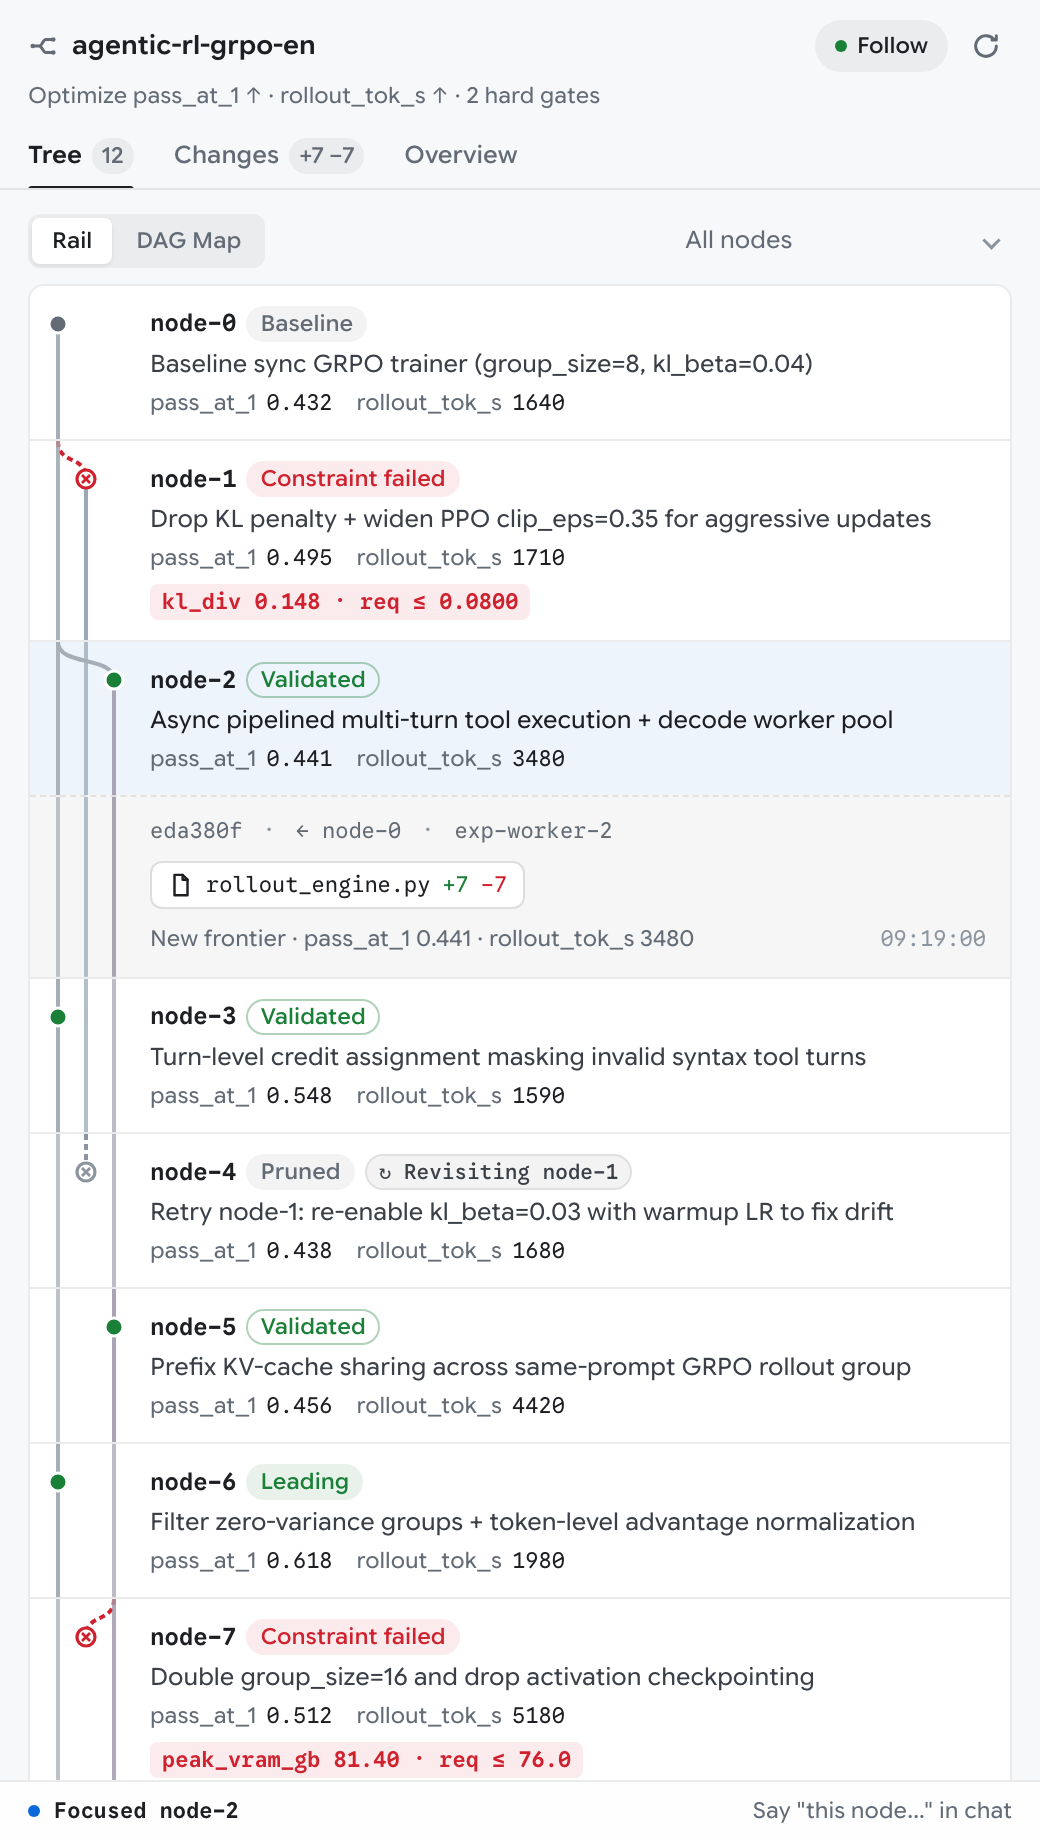 agentic-rl-grpo-en
Follow
Optimize pass_at_1 ↑ · rollout_tok_s ↑ · 2 hard gates
Tree 12 Changes +7 −7 Overview
Rail DAG Map All nodes
node-0 Baseline
Baseline sync GRPO trainer (group_size=8, kl_beta=0.04)
pass_at_1 0.432 rollout_tok_s 1640
node-1 Constraint failed
Drop KL penalty + widen PPO clip_eps=0.35 for aggressive updates
pass_at_1 0.495 rollout_tok_s 1710
kl_div 0.148 · req ≤ 0.0800
node-2 Validated
Async pipelined multi-turn tool execution + decode worker pool
pass_at_1 0.441 rollout_tok_s 3480
eda380f · ← node-0 · exp-worker-2
rollout_engine.py +7 −7
New frontier · pass_at_1 0.441 · rollout_tok_s 3480 09:19:00
node-3 Validated
Turn-level credit assignment masking invalid syntax tool turns
pass_at_1 0.548 rollout_tok_s 1590
node-4 Pruned ↻ Revisiting node-1
Retry node-1: re-enable kl_beta=0.03 with warmup LR to fix drift
pass_at_1 0.438 rollout_tok_s 1680
node-5 Validated
Prefix KV-cache sharing across same-prompt GRPO rollout group
pass_at_1 0.456 rollout_tok_s 4420
node-6 Leading
Filter zero-variance groups + token-level advantage normalization
pass_at_1 0.618 rollout_tok_s 1980
node-7 Constraint failed
Double group_size=16 and drop activation checkpointing
pass_at_1 0.512 rollout_tok_s 5180
peak_vram_gb 81.40 · req ≤ 76.0
Focused node-2 Say "this node..." in chat